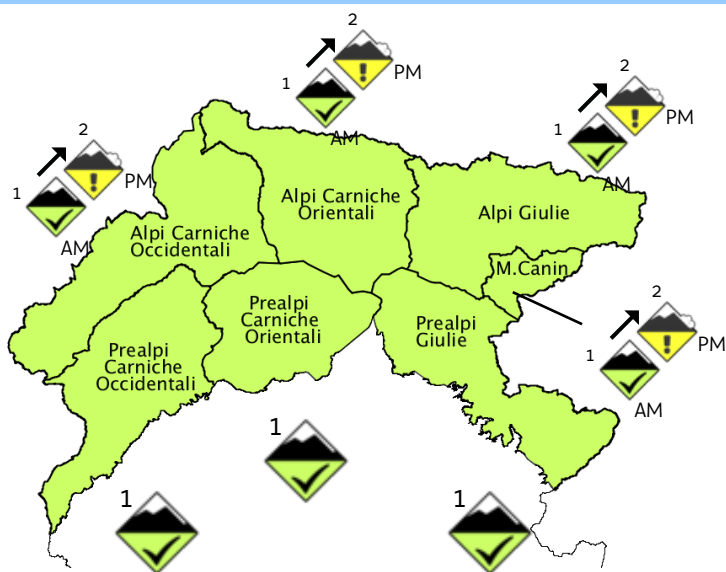 2
1
PM
AM
2
1
PM
AM
2
1
PM
AM
Alpi Carniche
Orientali
Alpi Giulie
Alpi Carniche
Occidentali
M.Canin
Prealpi
Carniche
Orientali
Prealpi
Giulie
Prealpi
Carniche
Occidentali
2
1
PM
AM
1
1
1